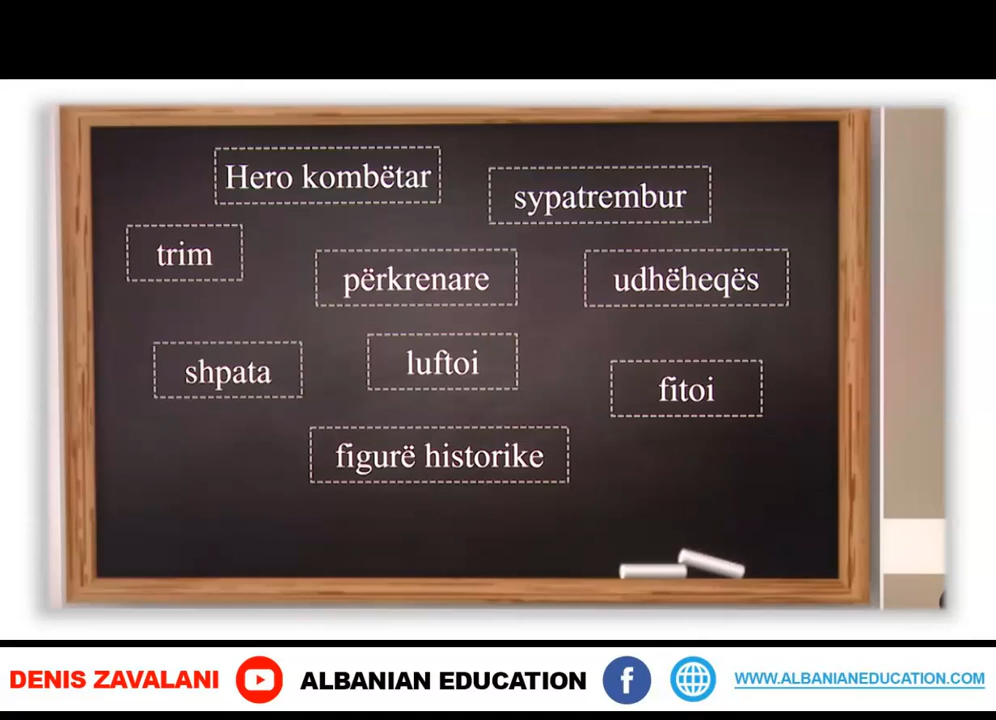 Hero kombëtar
sypatrembur
trim
përkrenare
udhëheqës
shpata
luftoi
fitoi
figurë historike
DENIS ZAVALANI
ALBANIAN EDUCATION
f
WWW.ALBANIANEDUCATION.COM